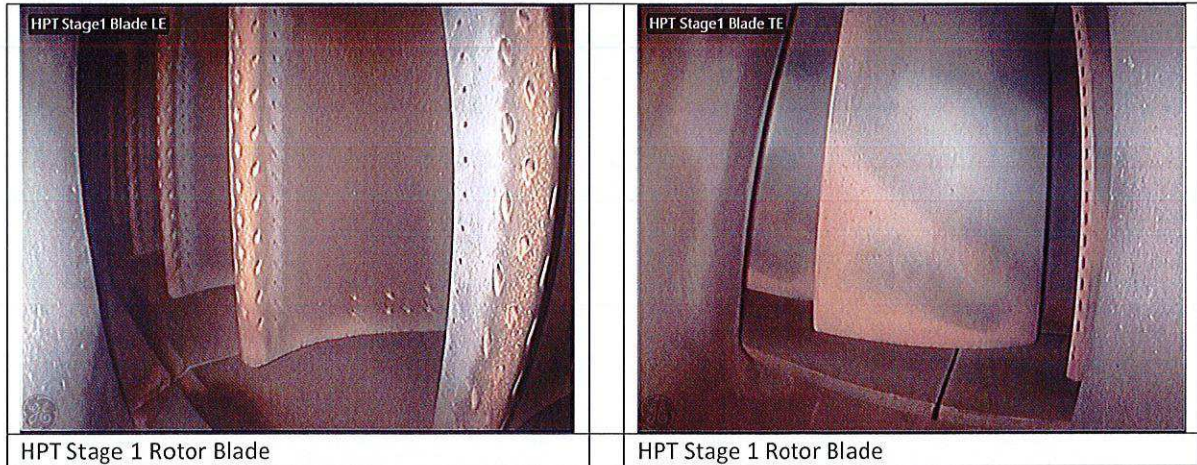 HPT Stage1 Blade LE
HPT Stage1 Blade TE
HPT Stage 1 Rotor Blade
HPT Stage 1 Rotor Blade